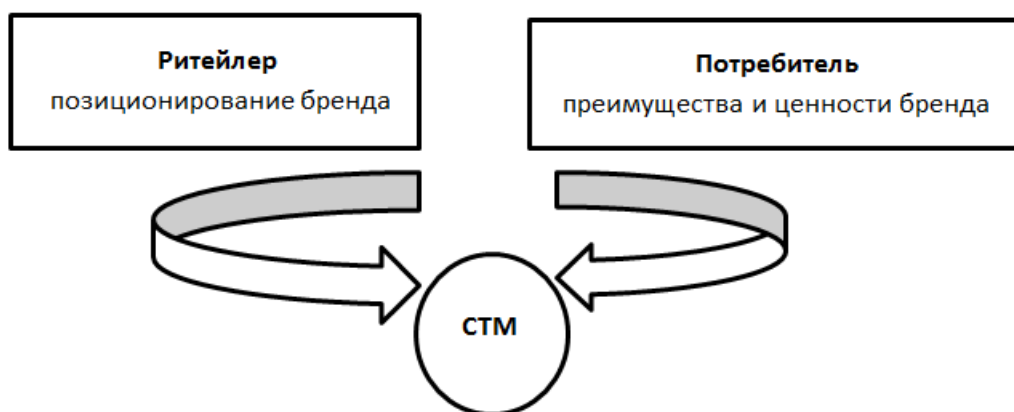 Ритейлер
позиционирование бренда
Потребитель
преимущества и ценности бренда
СТМ